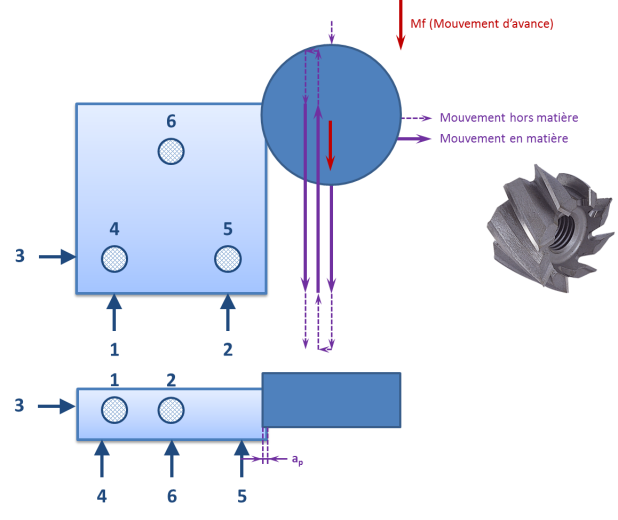 Mf (Mouvement d’avance)
Mouvement hors matière
Mouvement en matière
6
4 5
3
1 2
1 2
3
ap
4 6 5